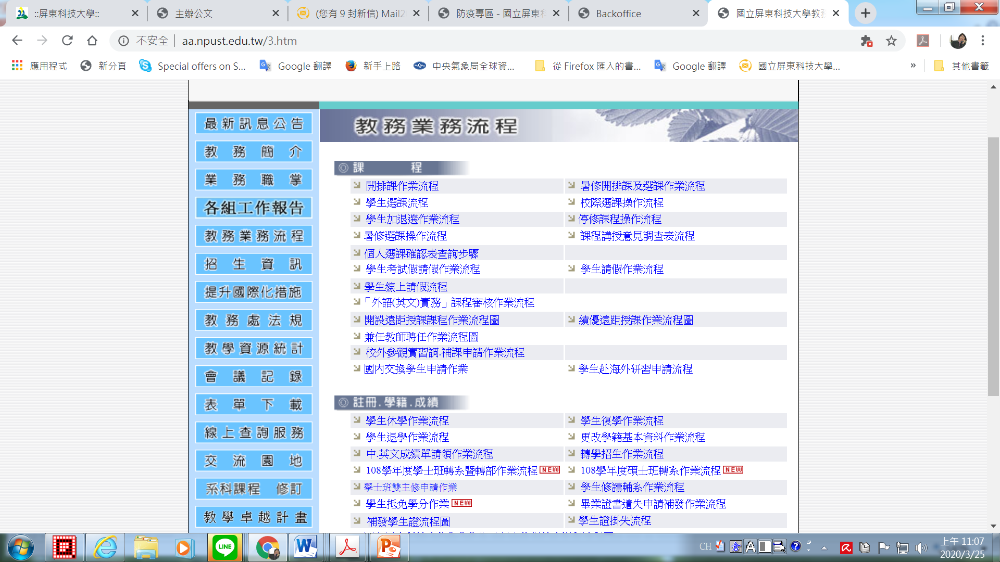 ::屏東科技大學::
主辦公文
(您有 9 封新信) Mail2
防疫專區 - 國立屏東科
Backoffice
國立屏東科技大學教務
不安全 | aa.npust.edu.tw/3.htm
應用程式
新分頁
Special offers on S...
Google 翻譯
新手上路
中央氣象局全球資...
從 Firefox 匯入的書...
Google 翻譯
國立屏東科技大學...
»
其他書籤
最新訊息公告
教務簡介
業務職掌
各組工作報告
教務業務流程
招生資訊
提升國際化措施
教務處法規
教學資源統計
會議記錄
表單下載
線上查詢服務
交流園地
系科課程 修訂
教學卓越計畫
教務業務流程
◎課 程
開排課作業流程
暑修開排課及選課作業流程
學生選課流程
校際選課操作流程
學生加退選作業流程
停修課程操作流程
暑修選課操作流程
課程講授意見調查表流程
個人選課確認表查詢步驟
學生考試假請假作業流程
學生請假作業流程
學生線上請假流程
「外語(英文)實務」課程審核作業流程
開設遠距授課課程作業流程圖
績優遠距授課作業流程圖
兼任教師聘任作業流程圖
校外參觀實習調.補課申請作業流程
國內交換學生申請作業
學生赴海外研習申請流程
◎註冊.學籍.成績
學生休學作業流程
學生復學作業流程
學生退學作業流程
更改學籍基本資料作業流程
中.英文成績單請領作業流程
轉學招生作業流程
108學年度學士班轉系暨轉部作業流程 NEW
108學年度碩士班轉系作業流程 NEW
學士班雙主修申請作業
學生修讀輔系作業流程
學生抵免學分作業 NEW
畢業證書遺失申請補發作業流程
補發學生證流程圖
學生證掛失流程
LINE
CH
倉
A
上午 11:07
2020/3/25